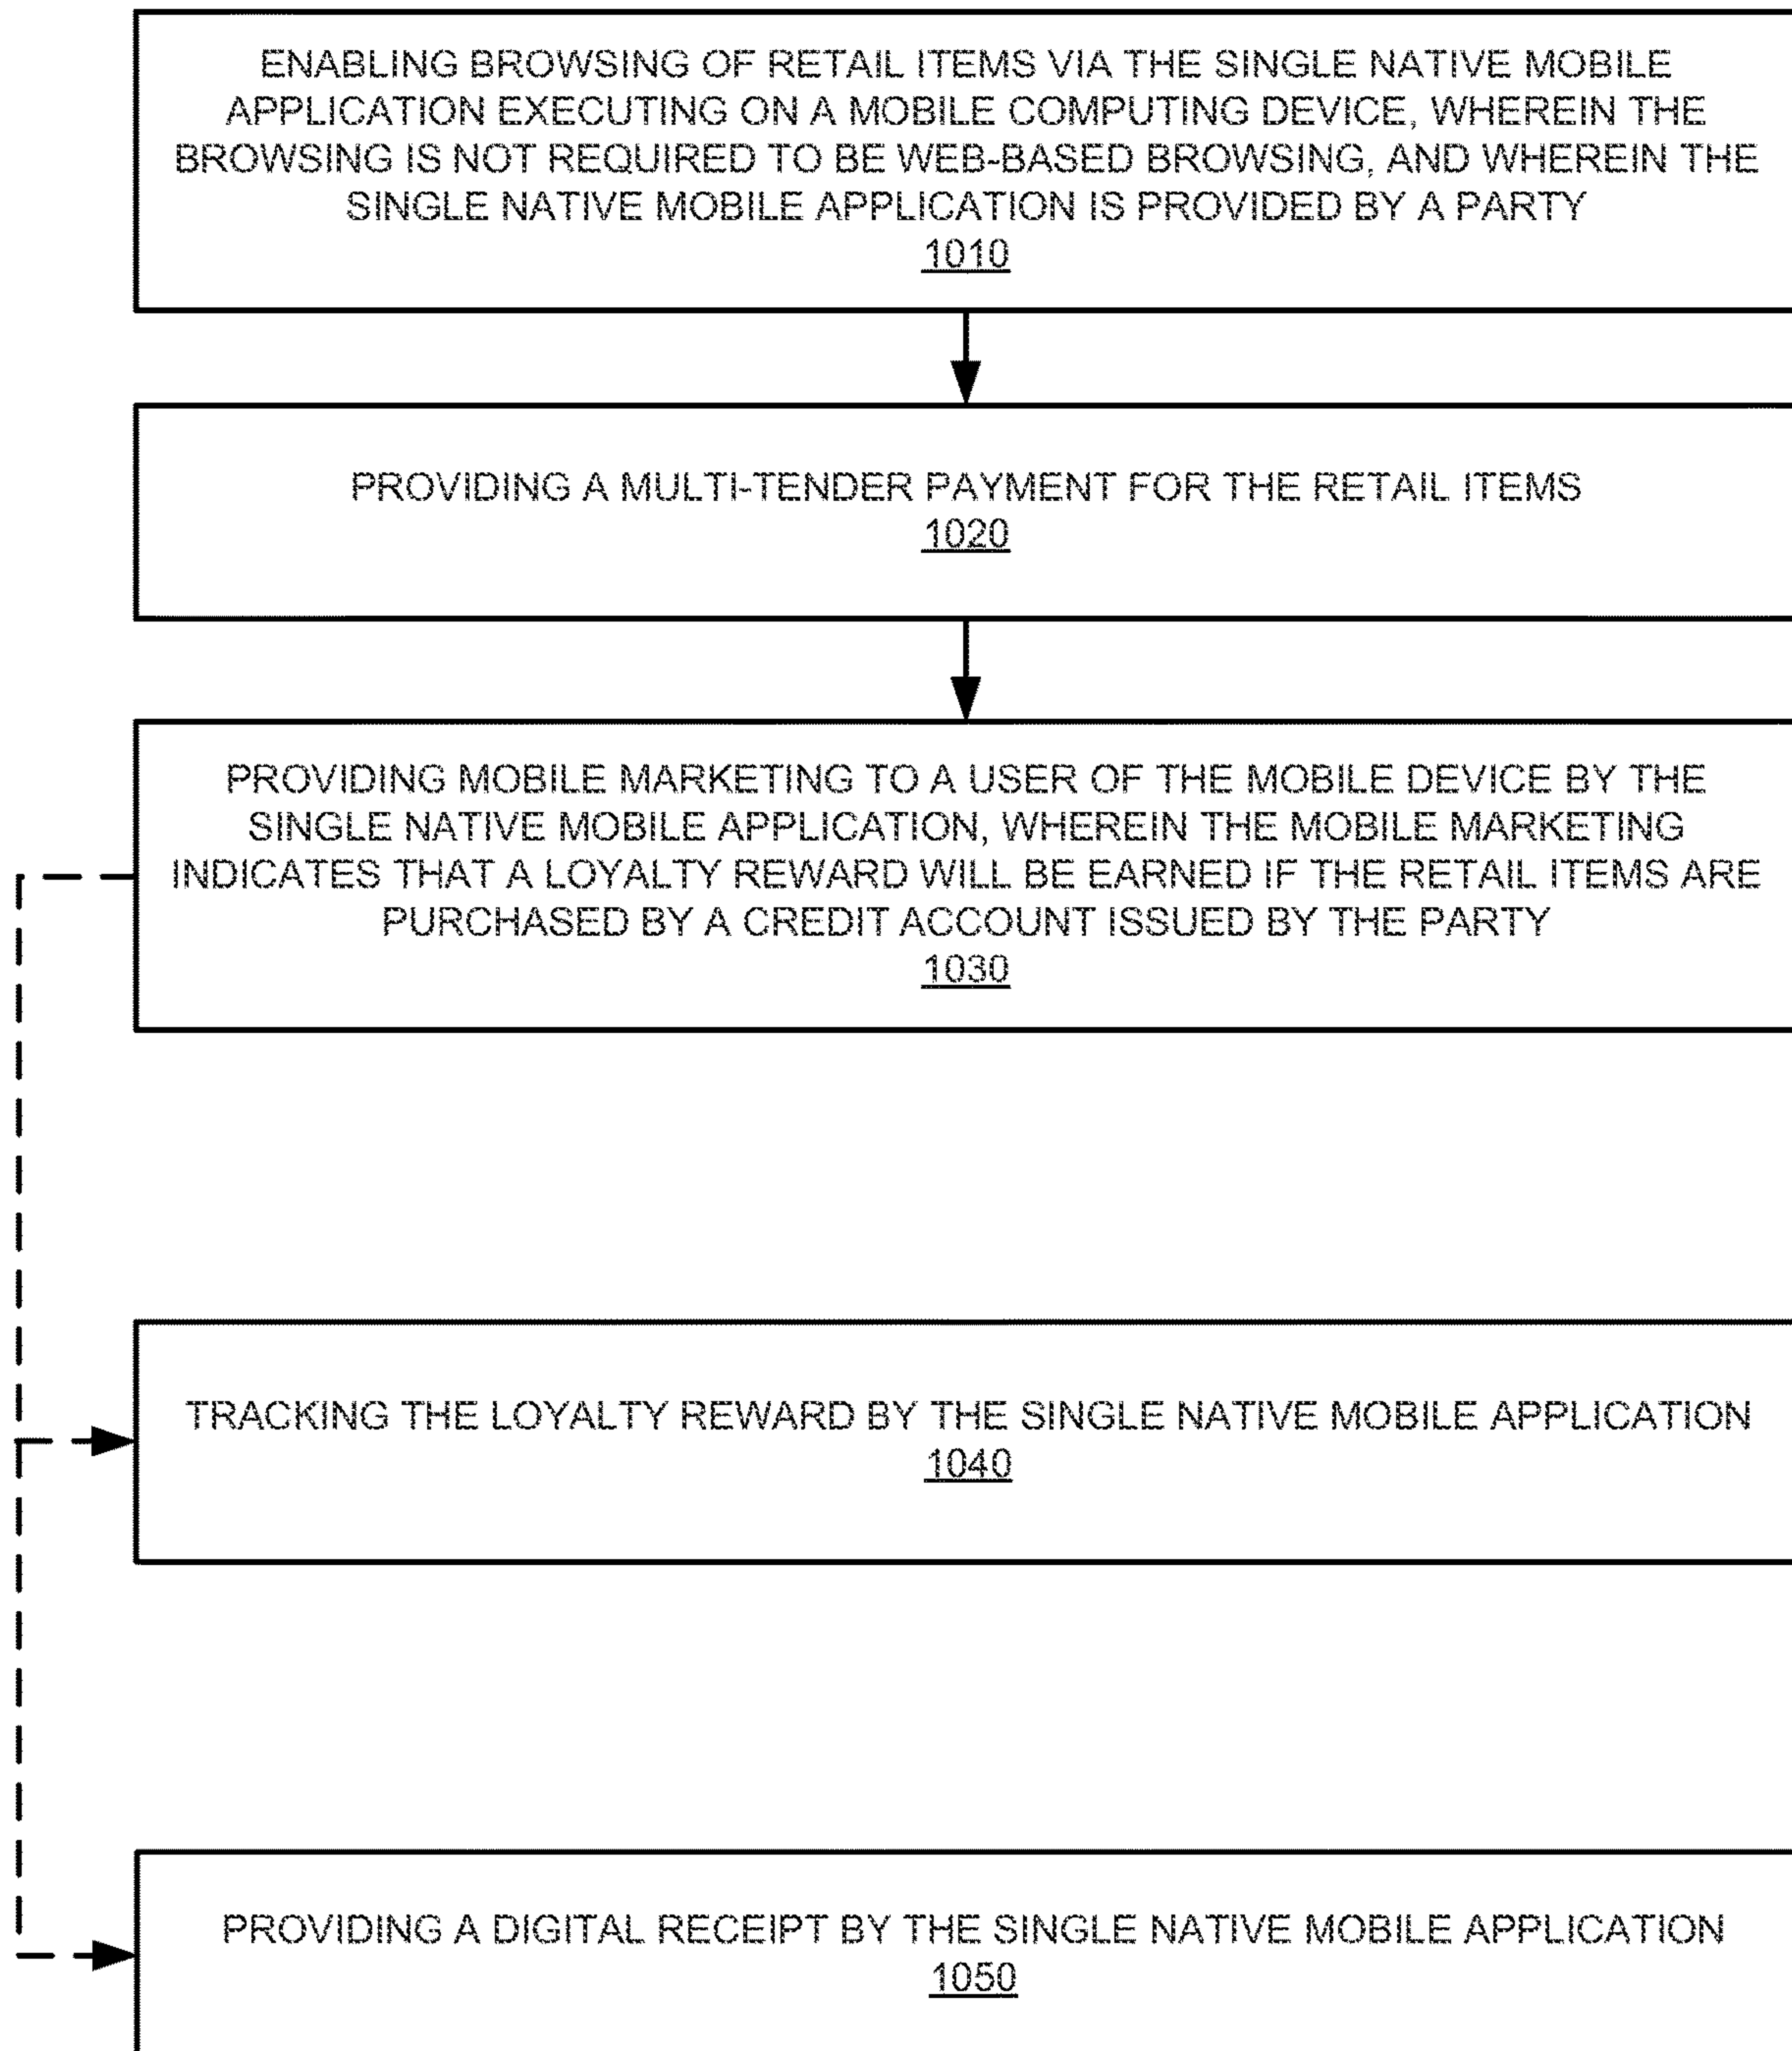 ENABLING BROWSING OF RETAIL ITEMS VIA THE SINGLE NATIVE MOBILE
APPLICATION EXECUTING ON A MOBILE COMPUTING DEVICE, WHEREIN THE
BROWSING IS NOT REQUIRED TO BE WEB-BASED BROWSING, AND WHEREIN THE
SINGLE NATIVE MOBILE APPLICATION IS PROVIDED BY A PARTY
1010
PROVIDING A MULTI-TENDER PAYMENT FOR THE RETAIL ITEMS
1020
PROVIDING MOBILE MARKETING TO A USER OF THE MOBILE DEVICE BY THE
SINGLE NATIVE MOBILE APPLICATION, WHEREIN THE MOBILE MARKETING
INDICATES THAT A LOYALTY REWARD WILL BE EARNED IF THE RETAIL ITEMS ARE
PURCHASED BY A CREDIT ACCOUNT ISSUED BY THE PARTY
1030
TRACKING THE LOYALTY REWARD BY THE SINGLE NATIVE MOBILE APPLICATION
1040
PROVIDING A DIGITAL RECEIPT BY THE SINGLE NATIVE MOBILE APPLICATION
1050